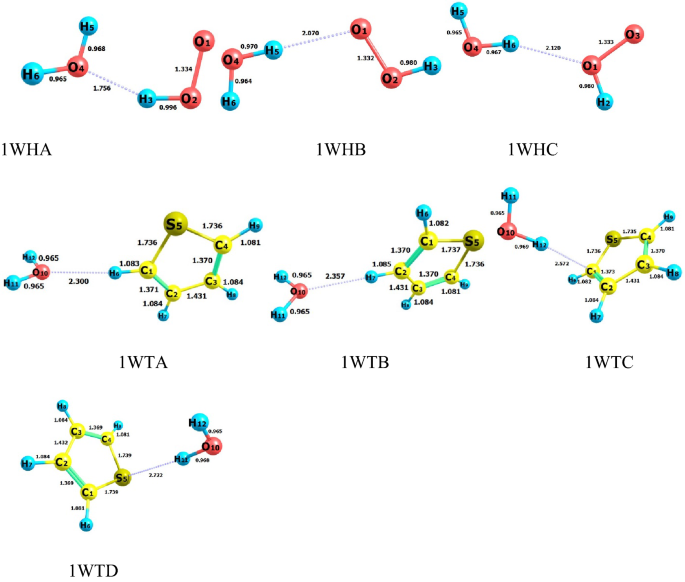 H5
O1
0.968
H6
O4
0.965
1.334
1.756
H3
O2
0.996
1WHA
0.970
2.070
O1
O4
H5
0.964
1.332
0.980
H3
O2
H6
1WHB
H5
0.965
O4
0.967
H6
2.120
1.333
O3
O1
0.980
H2
1WHC
S5
1.736
1.736
H9
C4
1.081
H12
0.965
O10
H11
0.965
2.300
1.083
H6
C1
1.370
1.371
C3
1.084
H8
C2
1.431
1.084
H7
1WTA
H6
1.082
C1
S5
1.370
1.737
H12
0.965
O10
2.357
H7
C2
1.085
1.370
C4
1.736
1.431
C3
1.081
H9
H11
0.965
H8
1.084
1WTB
H11
0.965
O10
H12
0.969
2.572
H9
1.735
C4
S5
1.081
1.736
1.370
C3
H6
1.082
C1
1.371
C2
1.431
1.084
H8
1.084
H7
1WTC
H8
1.084
C3
1.369
H9
C4
1.081
1.432
1.084
H7
C2
1.739
1.369
S5
C1
1.739
H6
H12
0.965
O10
H11
0.968
2.722
1WTD